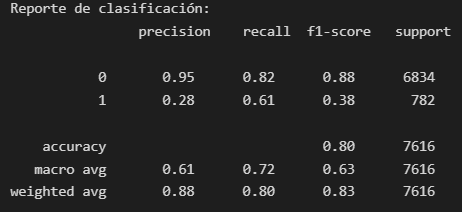 Reporte de clasificación:
precision recall f1-score support
0 0.95 0.82 0.88 6834
1 0.28 0.61 0.38 782
accuracy 0.80 7616
macro avg 0.61 0.72 0.63 7616
weighted avg 0.88 0.80 0.83 7616